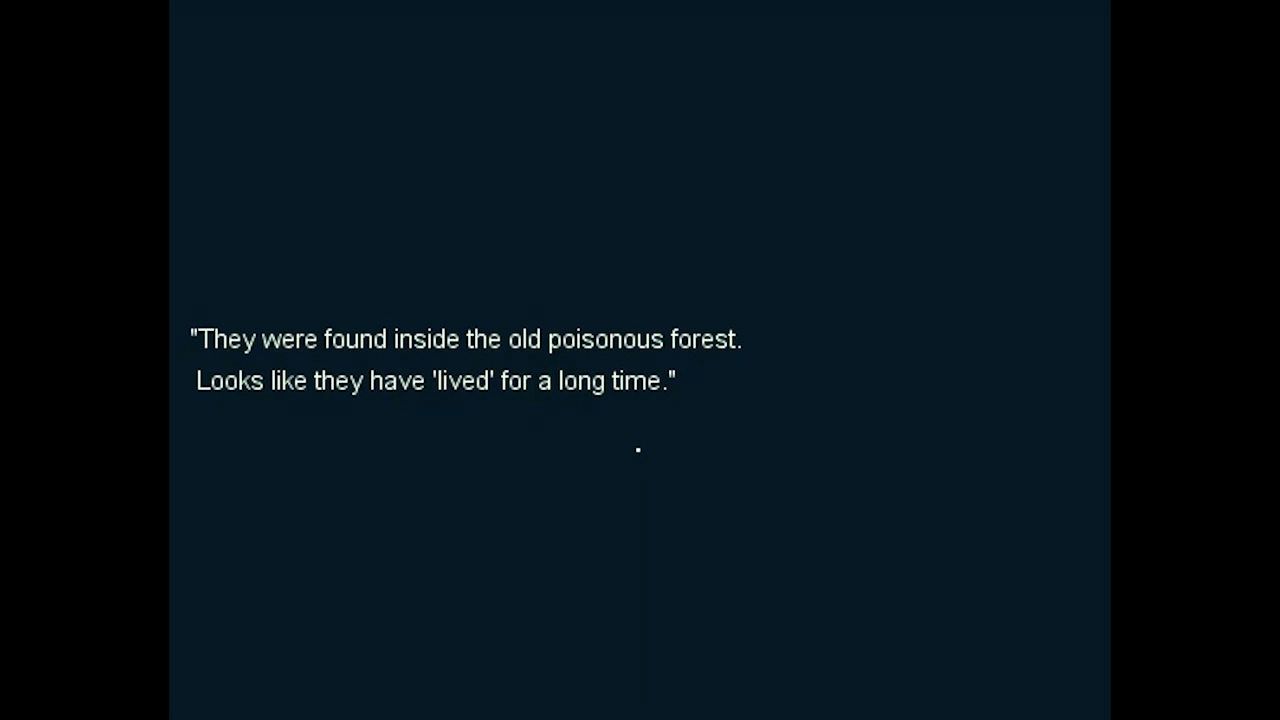 "They were found inside the old poisonous forest.
Looks like they have 'lived' for a long time."